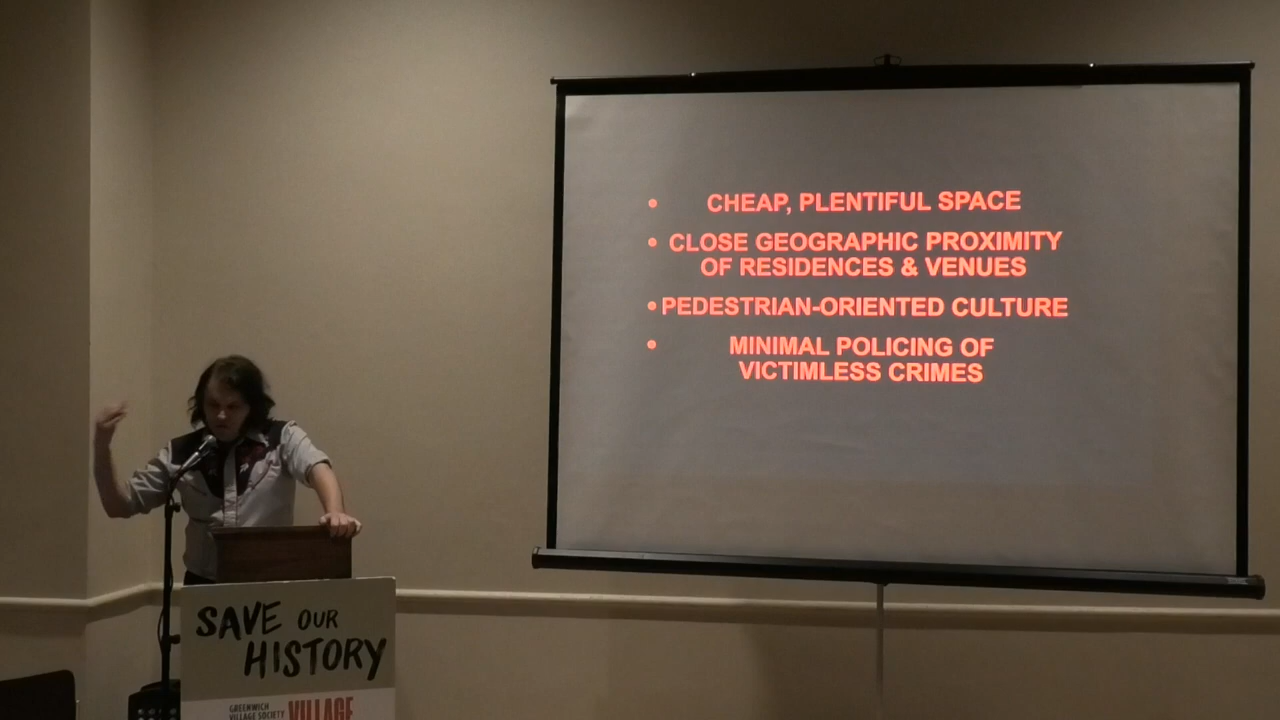 • CHEAP, PLENTIFUL SPACE
• CLOSE GEOGRAPHIC PROXIMITY
OF RESIDENCES & VENUES
• PEDESTRIAN-ORIENTED CULTURE
• MINIMAL POLICING OF
VICTIMLESS CRIMES
SAVE OUR
HISTORY
GREENWICH
VILLAGE SOCIETY
VILLAGE